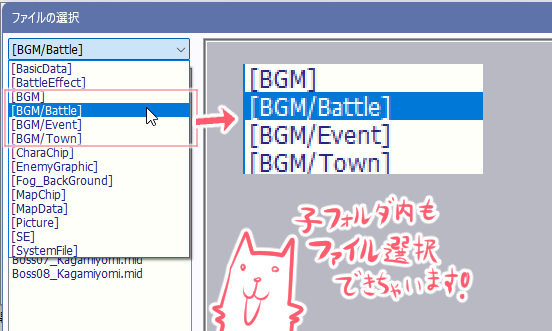 ファイルの選択
[BGM/Battle]
[BasicData]
[BattleEffect]
[BGM]
[BGM/Battle]
[BGM/Event]
[BGM/Town]
[CharaChip]
[EnemyGraphic]
[Fog_BackGround]
[MapChip]
[MapData]
[Picture]
[SE]
[SystemFile]
Boss07_Kagamiyomi.mid
Boss08_Kagamiyomi.mid
[BGM]
[BGM/Battle]
[BGM/Event]
[BGM/Town]
子フォルダ内も
ファイル選択
できちゃいます!